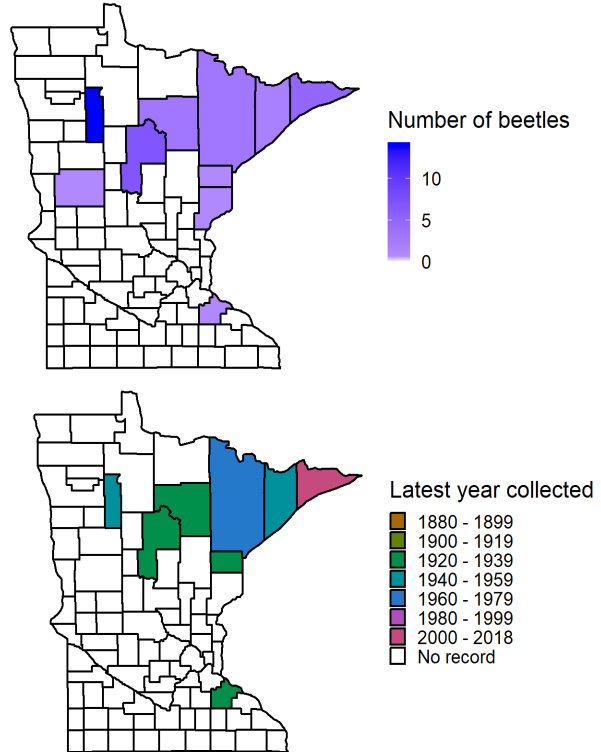 Number of beetles
10
5
0
Latest year collected
1880 - 1899
1900 - 1919
1920 - 1939
1940 - 1959
1960 - 1979
1980 - 1999
2000 - 2018
No record